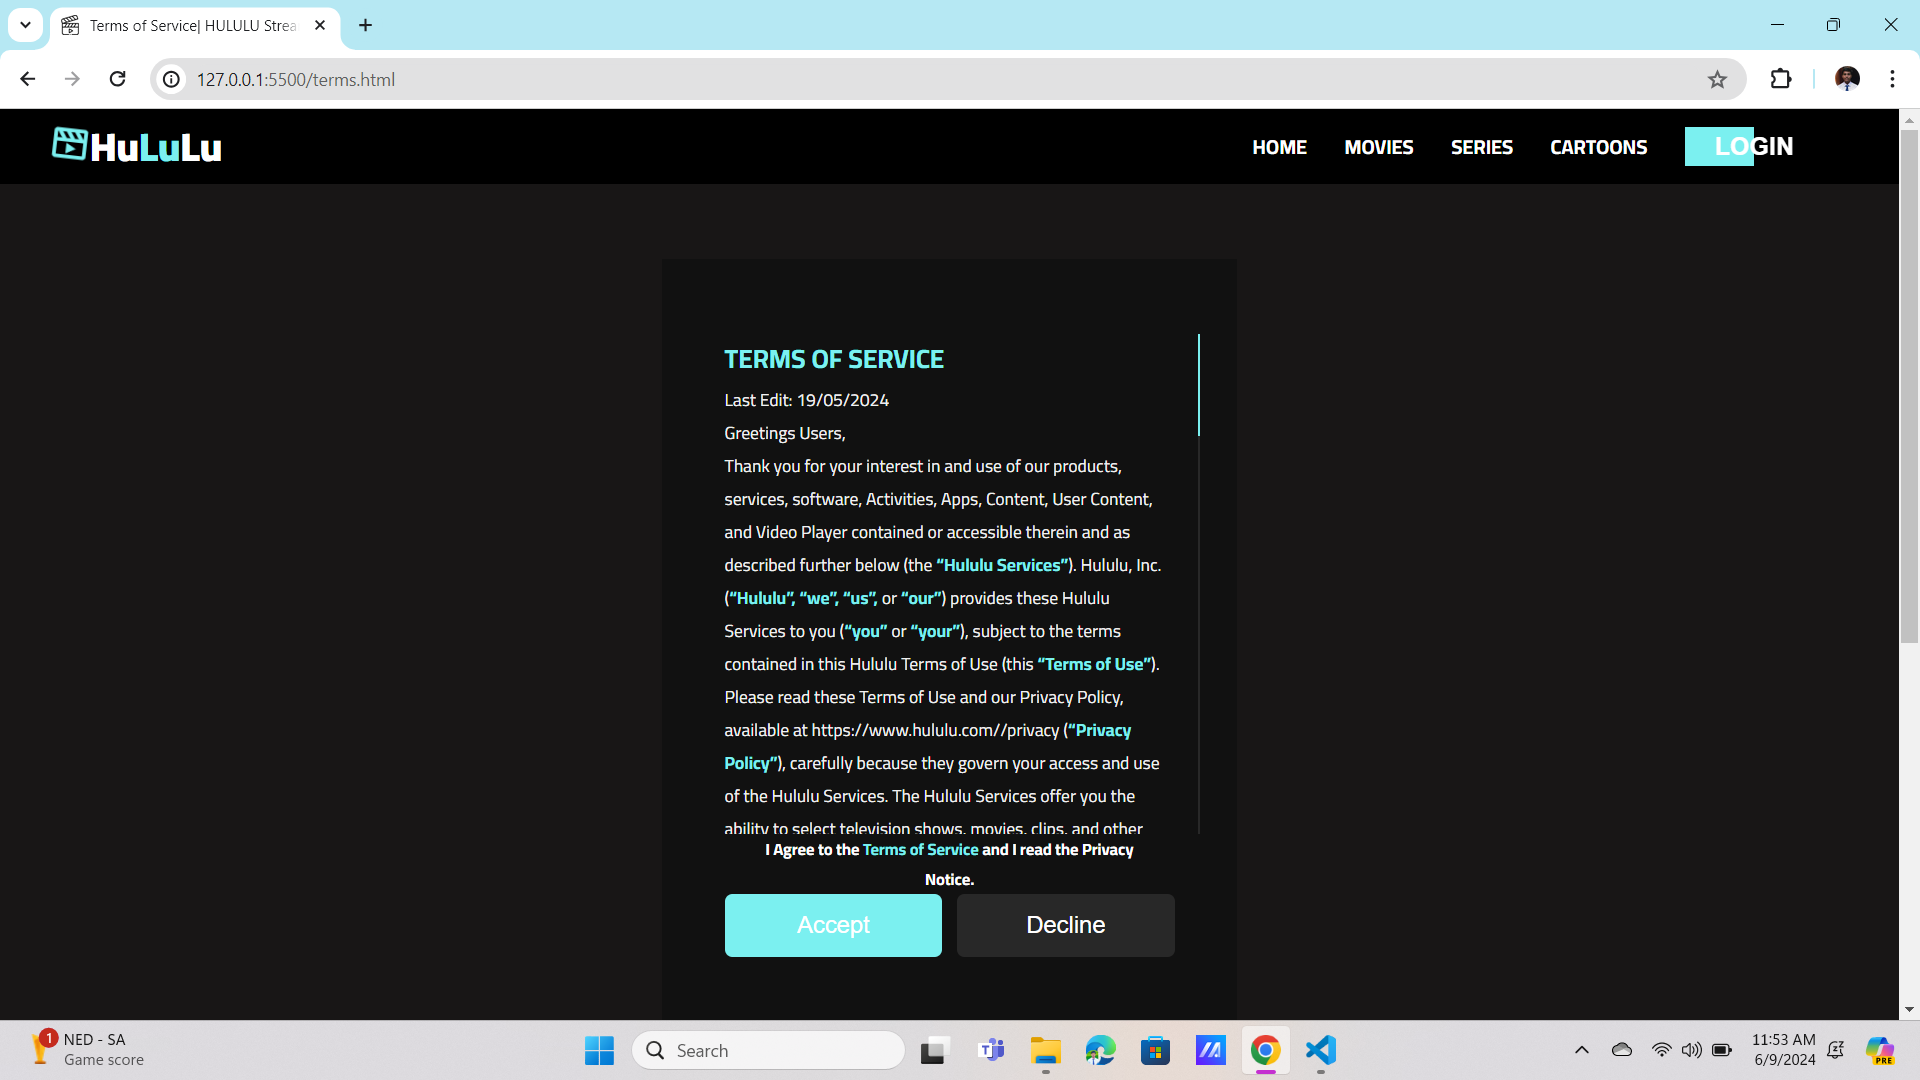 Terms of Service| HULULU Strea
127.0.0.1:5500/terms.html
HuLuLu
HOME MOVIES SERIES CARTOONS LOGIN
TERMS OF SERVICE
Last Edit: 19/05/2024
Greetings Users,
Thank you for your interest in and use of our products,
services, software, Activities, Apps, Content, User Content,
and Video Player contained or accessible therein and as
described further below (the “Hululu Services”). Hululu, Inc.
(“Hululu”, “we”, “us”, or “our”) provides these Hululu
Services to you (“you” or “your”), subject to the terms
contained in this Hululu Terms of Use (this “Terms of Use”).
Please read these Terms of Use and our Privacy Policy,
available at https://www.hululu.com//privacy (“Privacy
Policy”), carefully because they govern your access and use
of the Hululu Services. The Hululu Services offer you the
ability to select television shows, movies, clips, and other
I Agree to the Terms of Service and I read the Privacy
Notice.
Accept Decline
1
NED - SA
Game score
Search
11:53 AM
6/9/2024
PRE